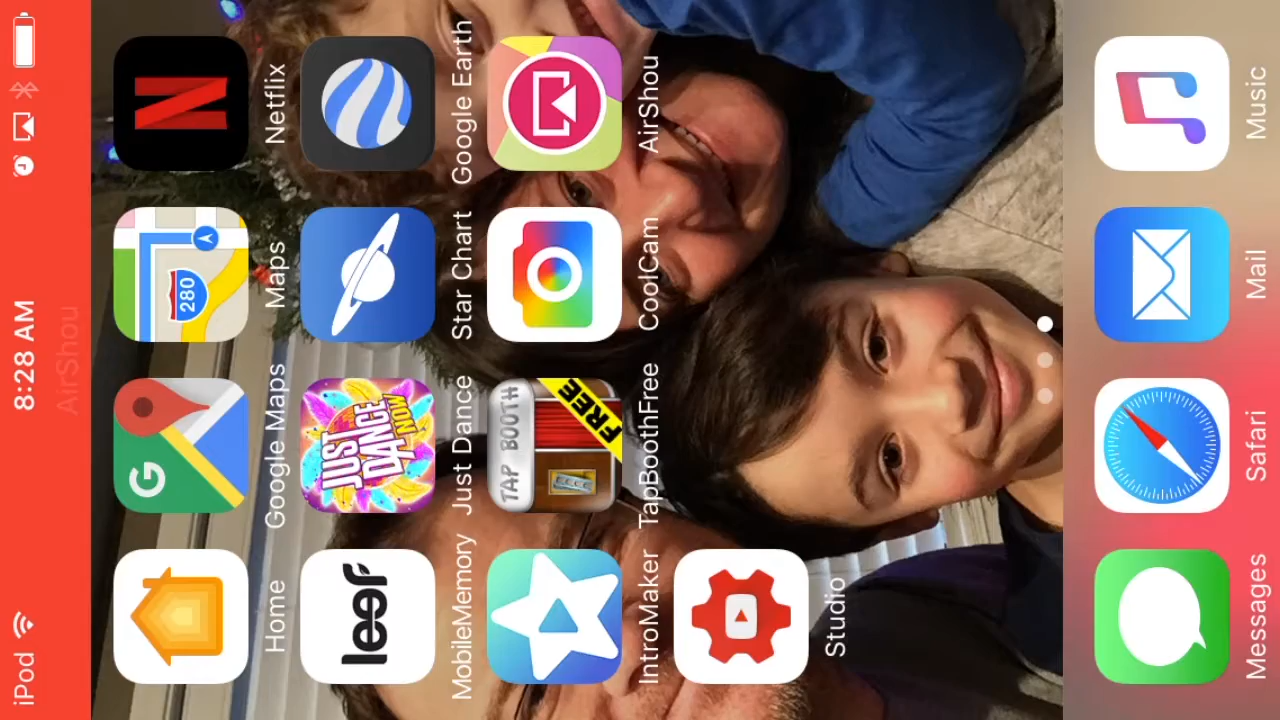 iPod 8:28 AM
AirShou
Home Google Maps Maps Netflix
280
G
leef
JUST DANCE NOW
MobileMemory Just Dance Star Chart Google Earth
TAP BOOTH
FREE
IntroMaker TapBoothFree CoolCam AirShou
Studio
Messages Safari Mail Music